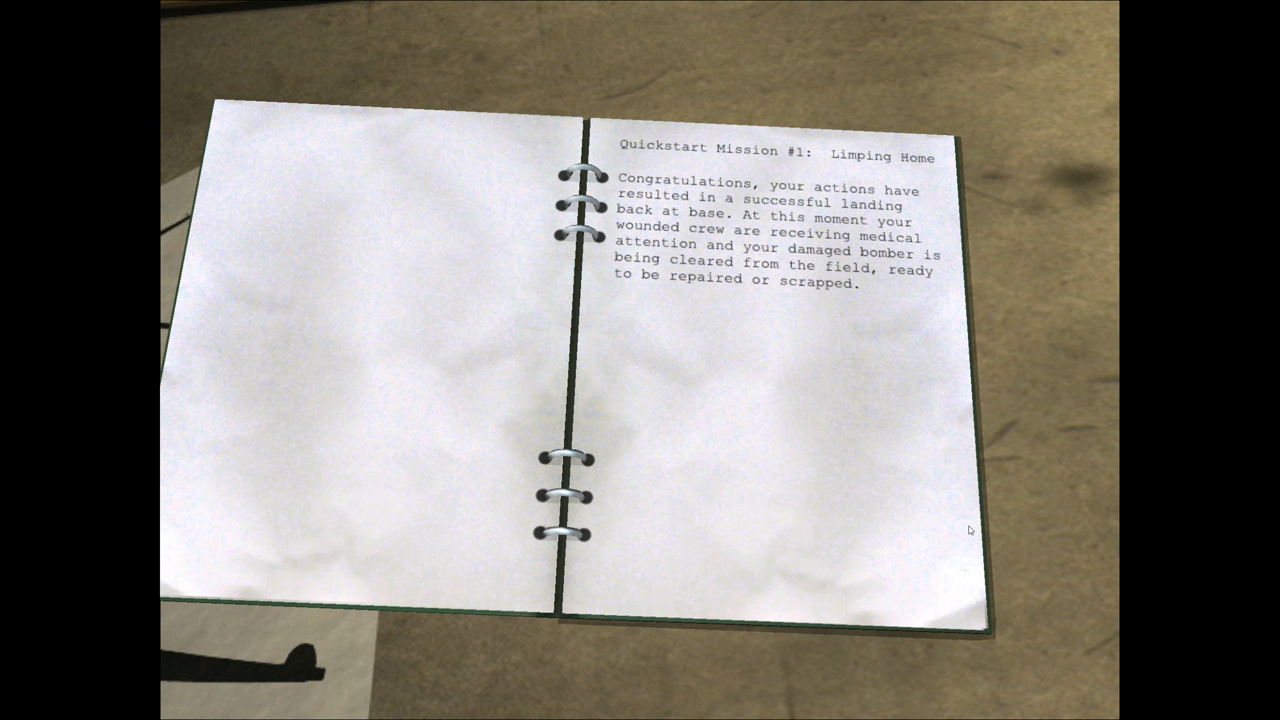 Quickstart Mission #1:  Limping Home
Congratulations, your actions have
resulted in a successful landing
back at base. At this moment your
wounded crew are receiving medical
attention and your damaged bomber is
being cleared from the field, ready
to be repaired or scrapped.